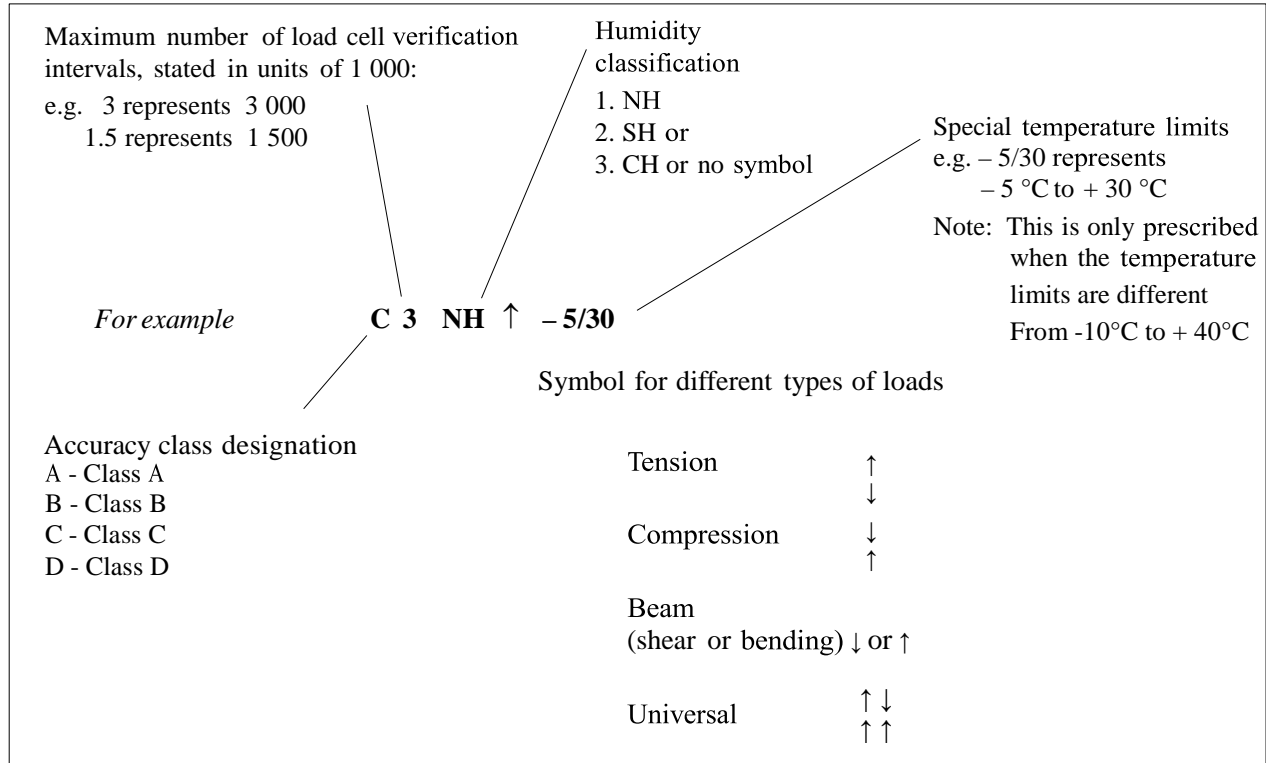 Maximum number of load cell verification
intervals, stated in units of 1 000:
e.g. 3 represents 3 000
1.5 represents 1 500
Humidity
classification
1. NH
2. SH or
3. CH or no symbol
Special temperature limits
e.g. – 5/30 represents
– 5 °C to + 30 °C
Note: This is only prescribed
when the temperature
limits are different
From -10°C to + 40°C
For example C 3 NH ↑ – 5/30
Symbol for different types of loads
Accuracy class designation
A - Class A
B - Class B
C - Class C
D - Class D
Tension ↑
↓
Compression ↓
↑
Beam
(shear or bending) ↓ or ↑
Universal ↑ ↓
↑ ↑